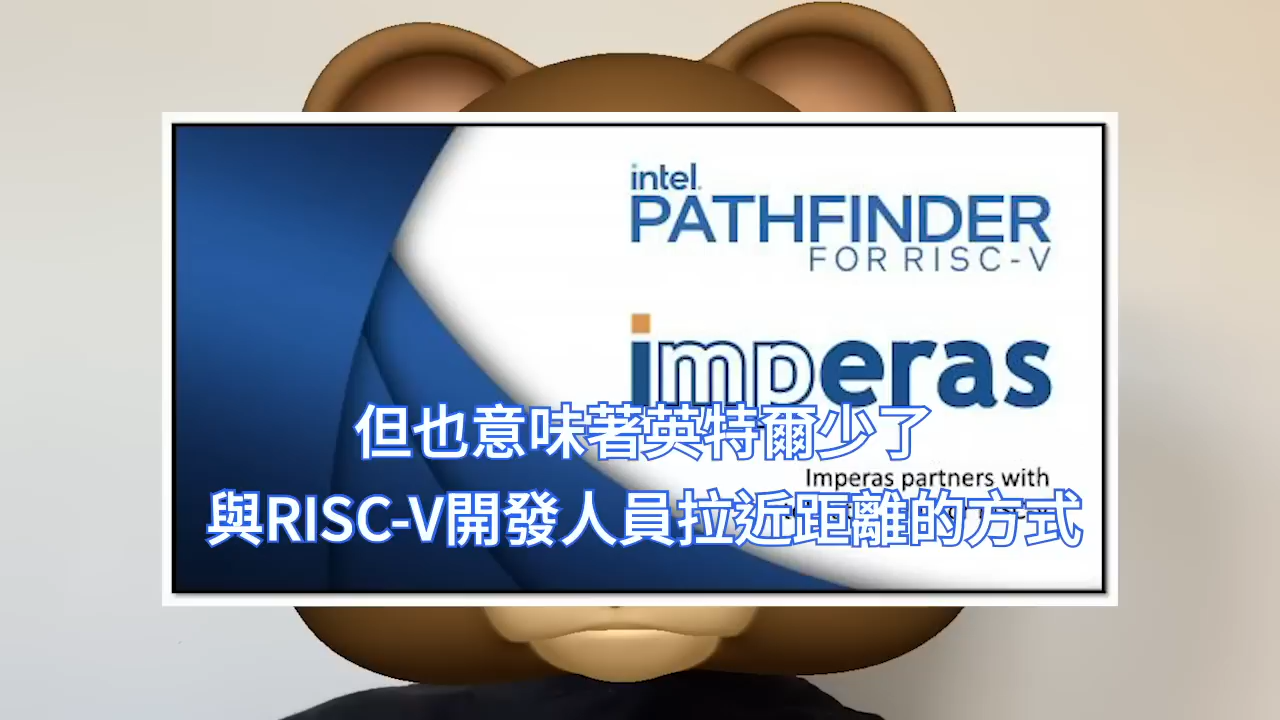 intel
PATHFINDER
FOR RISC-V
imperas
但也意味著英特爾少了
Imperas partners with
與RISC-V開發人員拉近距離的方式